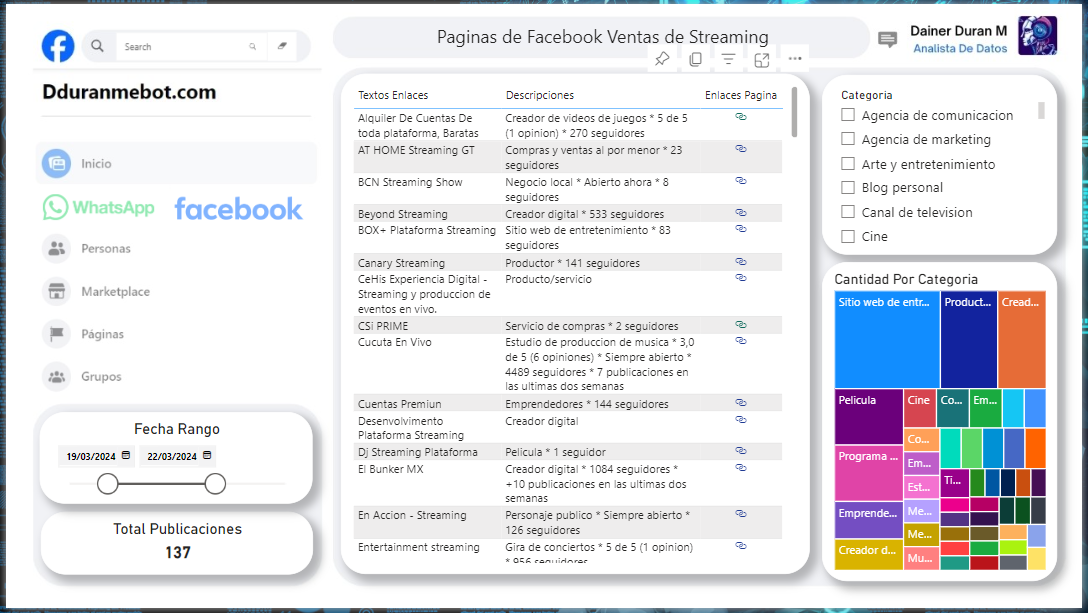 Search
Paginas de Facebook Ventas de Streaming
Dainer Duran M
Analista De Datos
Dduranmebot.com
Inicio
WhatsApp
facebook
Personas
Marketplace
Páginas
Grupos
Fecha Rango
19/03/2024
22/03/2024
Total Publicaciones
137
Textos Enlaces Descripciones Enlaces Pagina
Alquiler De Cuentas De
toda plataforma, Baratas
Creador de videos de juegos * 5 de 5
(1 opinion) * 270 seguidores
AT HOME Streaming GT
Compras y ventas al por menor * 23
seguidores
BCN Streaming Show
Negocio local * Abierto ahora * 8
seguidores
Beyond Streaming
Creador digital * 533 seguidores
BOX+ Plataforma Streaming
Sitio web de entretenimiento * 83
seguidores
Canary Streaming
Productor * 141 seguidores
CeHis Experiencia Digital -
Streaming y produccion de
eventos en vivo.
Producto/servicio
CSi PRIME
Servicio de compras * 2 seguidores
Cucuta En Vivo
Estudio de produccion de musica * 3,0
de 5 (6 opiniones) * Siempre abierto *
4489 seguidores * 7 publicaciones en
las ultimas dos semanas
Cuentas Premiun
Emprendedores * 144 seguidores
Desenvolvimento
Plataforma Streaming
Creador digital
Dj Streaming Plataforma
Pelicula * 1 seguidor
El Bunker MX
Creador digital * 1084 seguidores *
+10 publicaciones en las ultimas dos
semanas
En Accion - Streaming
Personaje publico * Siempre abierto *
126 seguidores
Entertainment streaming
Gira de conciertos * 5 de 5 (1 opinion)
* 956 seguidores
Categoria
Agencia de comunicacion
Agencia de marketing
Arte y entretenimiento
Blog personal
Canal de television
Cine
Cantidad Por Categoria
Sitio web de entr...
Product...
Cread...
Pelicula
Cine
Co...
Em...
Co...
Programa ...
Em...
Est...
Ti...
Emprende...
Me...
Me...
Creador d...
Mu...